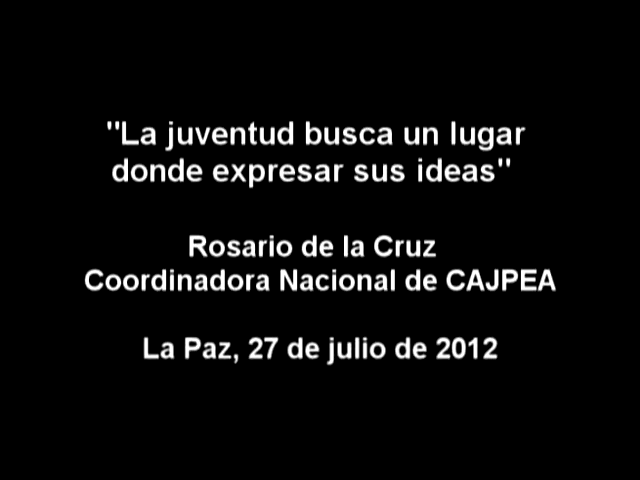 "La juventud busca un lugar
donde expresar sus ideas"
Rosario de la Cruz
Coordinadora Nacional de CAJPEA
La Paz, 27 de julio de 2012